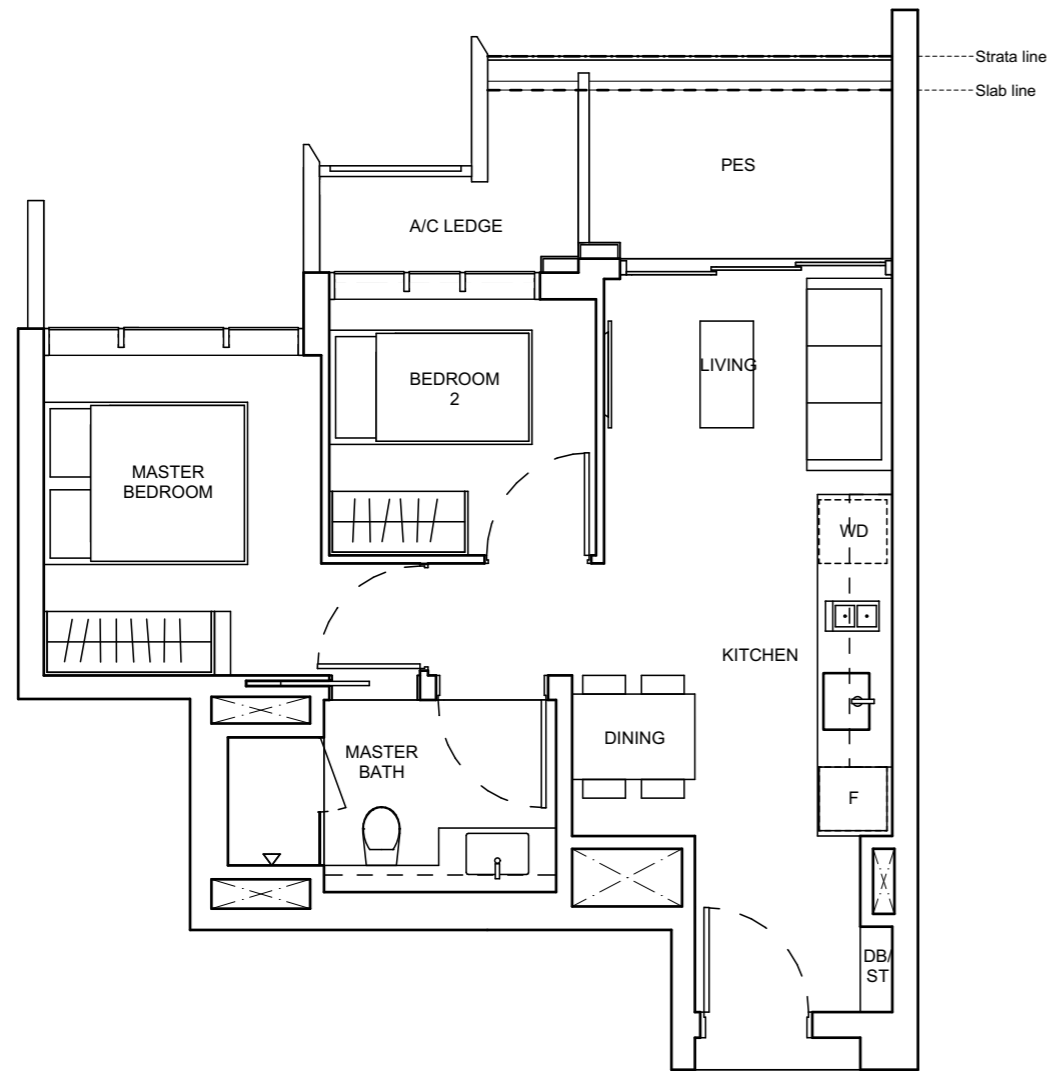 Strata line
Slab line
PES
A/C LEDGE
BEDROOM
2
LIVING
MASTER
BEDROOM
WD
KITCHEN
DINING
MASTER
BATH
F
DB/
ST